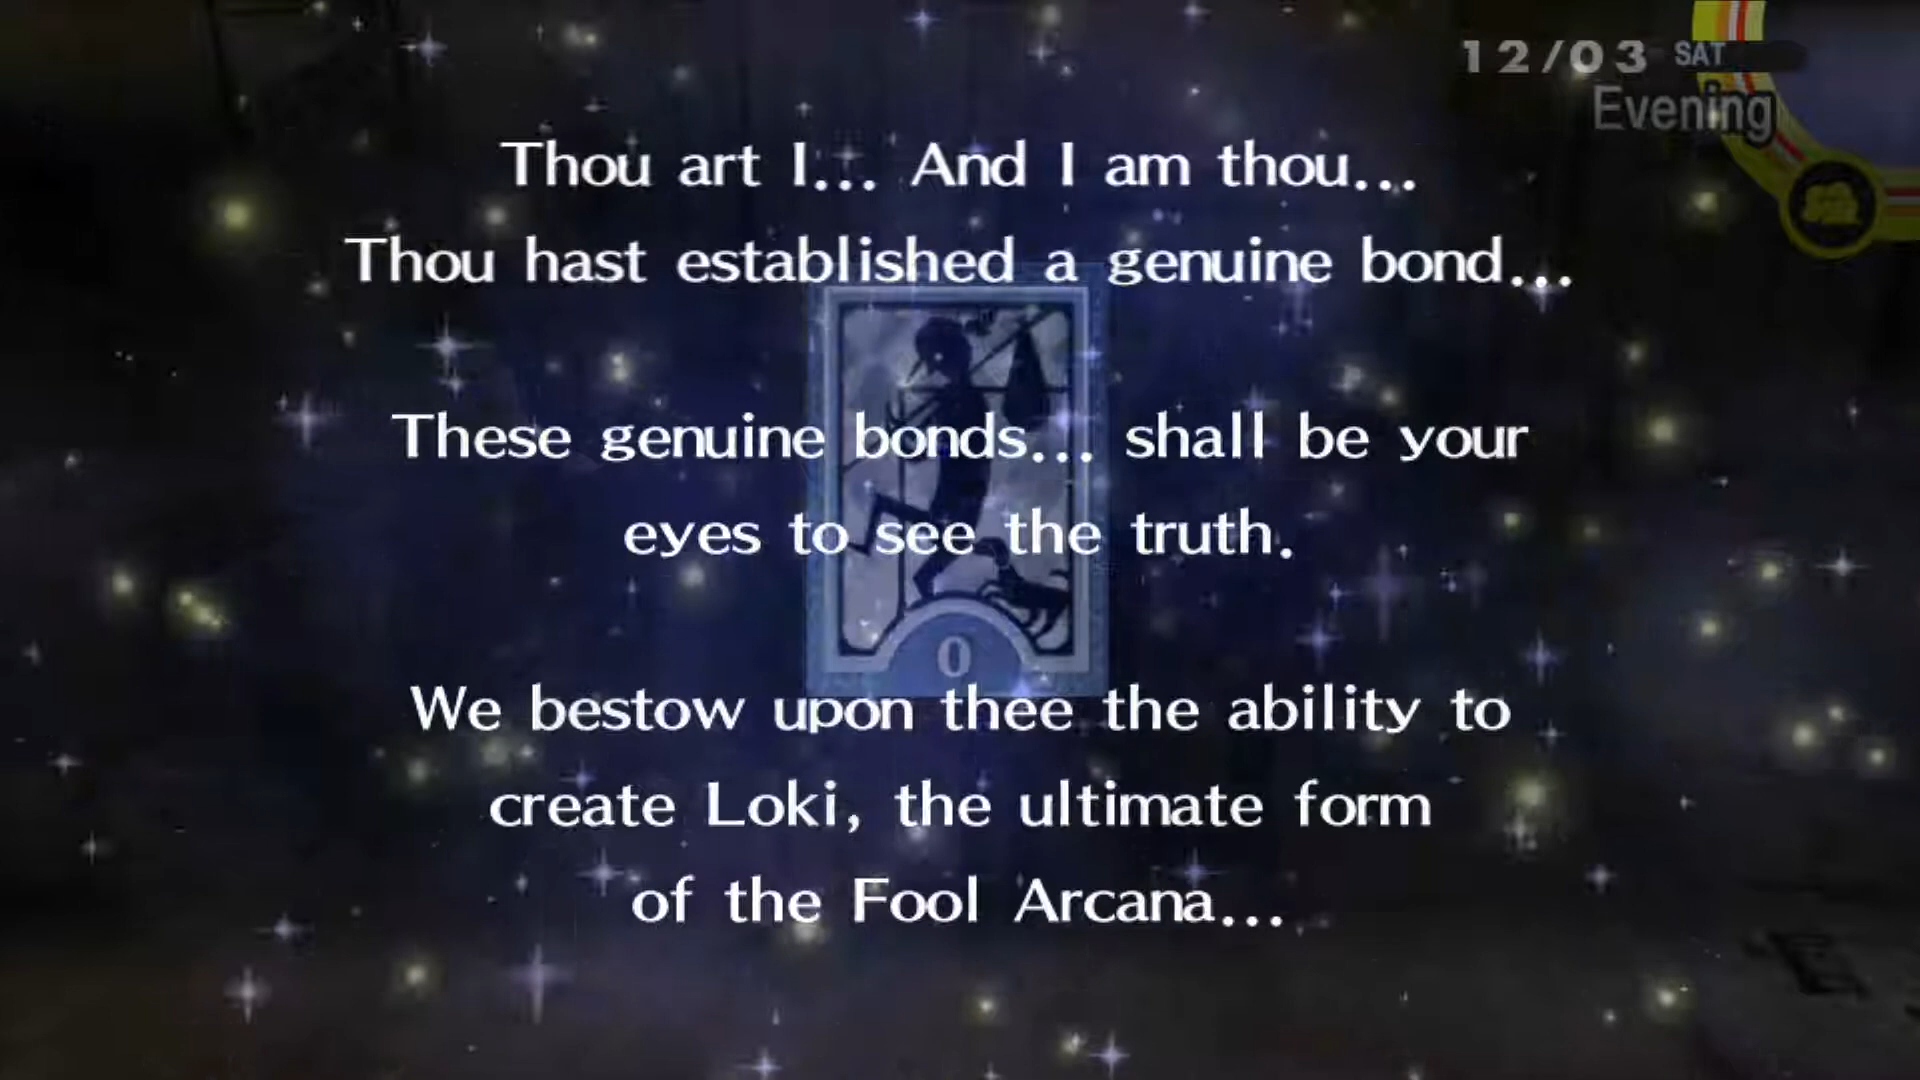 12/03 SAT
Evening
Thou art I... And I am thou...
Thou hast established a genuine bond...
These genuine bonds... shall be your
eyes to see the truth.
0
We bestow upon thee the ability to
create Loki, the ultimate form
of the Fool Arcana...